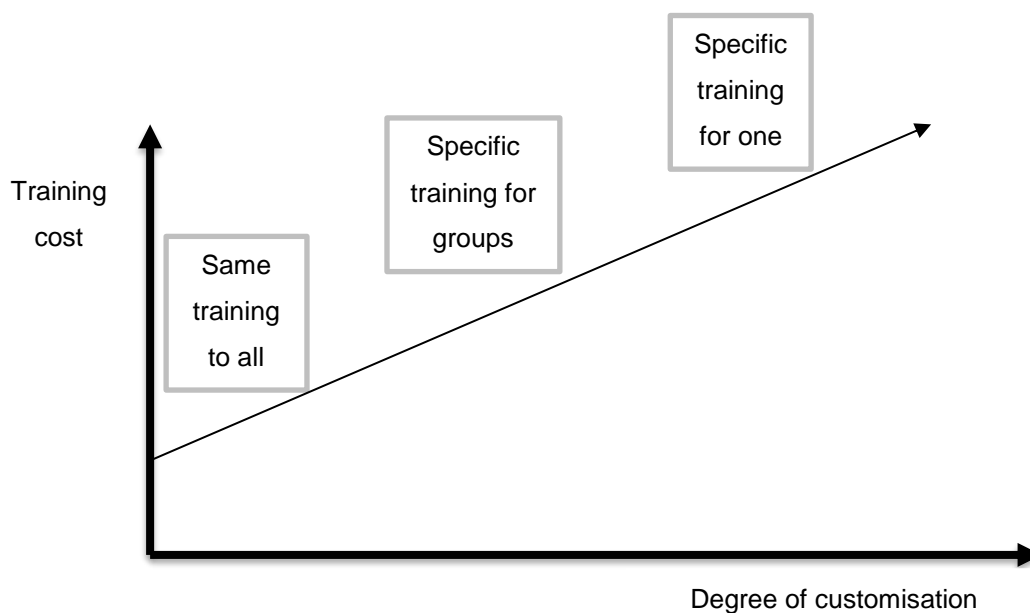 Specific
training
for one
Specific
training for
groups
Training
cost
Same
training
to all
Degree of customisation